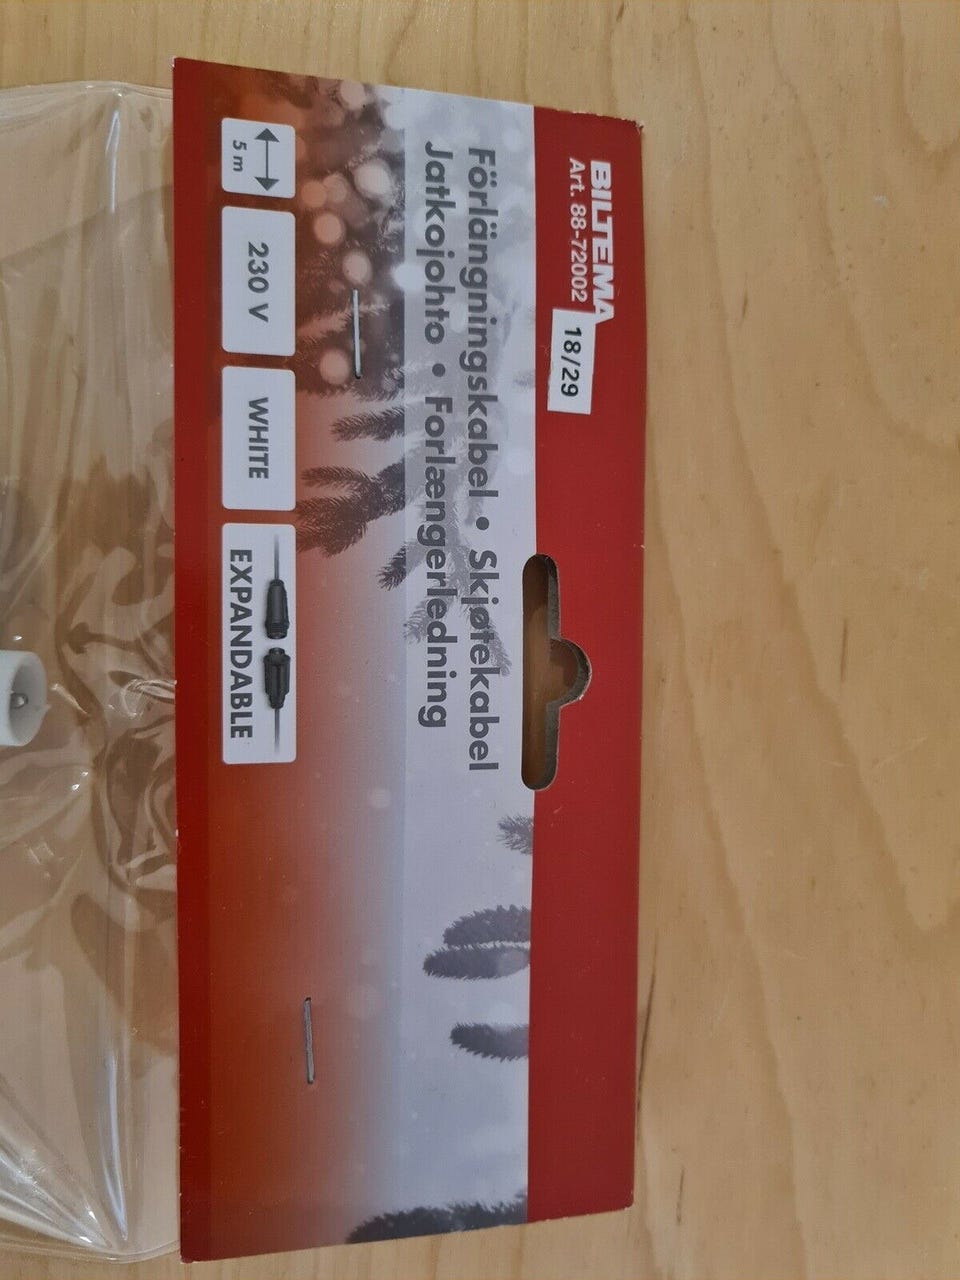 BILTEMA
Art. 88-72002
18/29
Förlängningskabel • Skjøtekabel
Jatkojohto • Forlængerledning
5 m
230 V
WHITE
EXPANDABLE